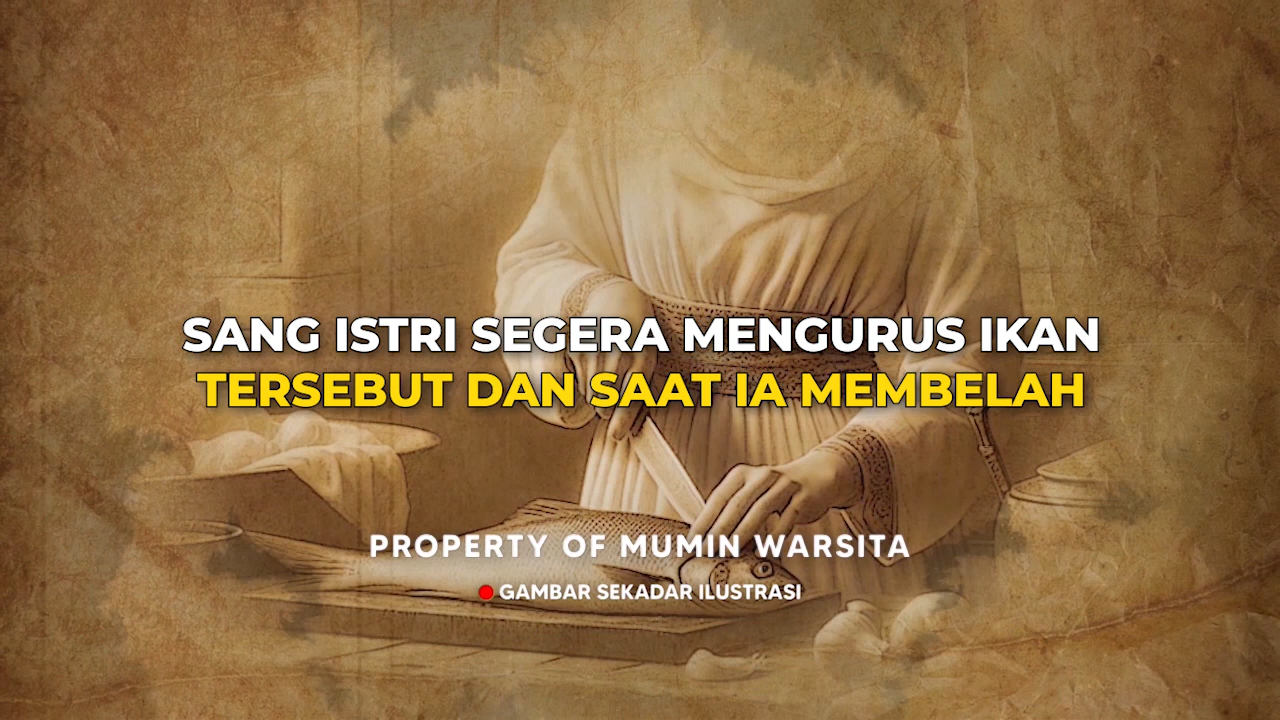 SANG ISTRI SEGERA MENGURUS IKAN
TERSEBUT DAN SAAT IA MEMBELAH
PROPERTY OF MUMIN WARSITA
GAMBAR SEKADAR ILUSTRASI